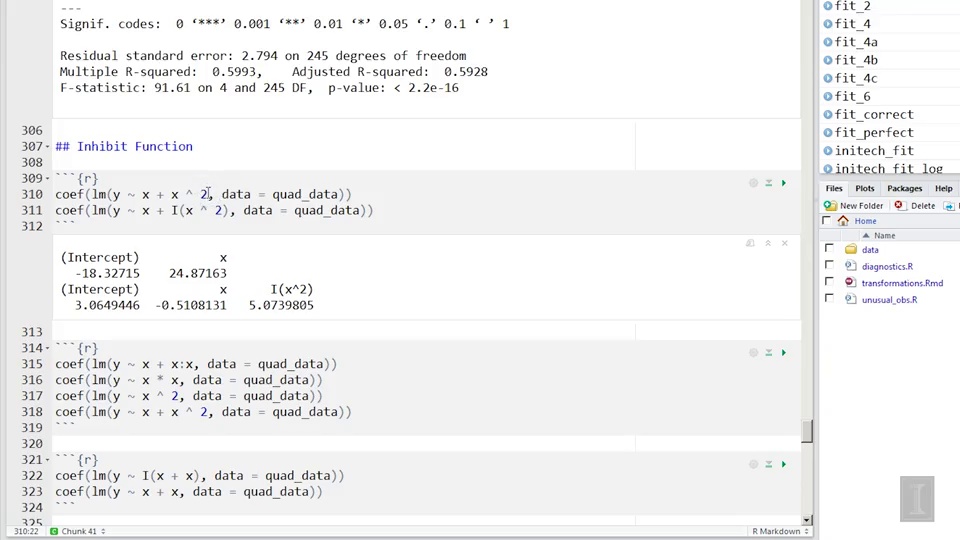 ---
Signif. codes:  0 ‘***’ 0.001 ‘**’ 0.01 ‘*’ 0.05 ‘.’ 0.1 ‘ ’ 1
Residual standard error: 2.794 on 245 degrees of freedom
Multiple R-squared:  0.5993,    Adjusted R-squared:  0.5928
F-statistic: 91.61 on 4 and 245 DF,  p-value: < 2.2e-16
306
307 ## Inhibit Function
308
309 ```{r}
310 coef(lm(y ~ x + x ^ 2, data = quad_data))
311 coef(lm(y ~ x + I(x ^ 2), data = quad_data))
312 ```
(Intercept)           x
-18.32715    24.87163
(Intercept)           x      I(x^2)
3.0649446  -0.5108131   5.0739805
313
314 ```{r}
315 coef(lm(y ~ x + x:x, data = quad_data))
316 coef(lm(y ~ x * x, data = quad_data))
317 coef(lm(y ~ x ^ 2, data = quad_data))
318 coef(lm(y ~ x + x ^ 2, data = quad_data))
319 ```
320
321 ```{r}
322 coef(lm(y ~ I(x + x), data = quad_data))
323 coef(lm(y ~ x + x, data = quad_data))
324 ```
325
310:22 C Chunk 41 R Markdown
fit_2
fit_4
fit_4a
fit_4b
fit_4c
fit_6
fit_correct
fit_perfect
initech_fit
initech_fit_log
Files Plots Packages Help
New Folder Delete
Home
Name
data
diagnostics.R
transformations.Rmd
unusual_obs.R
I